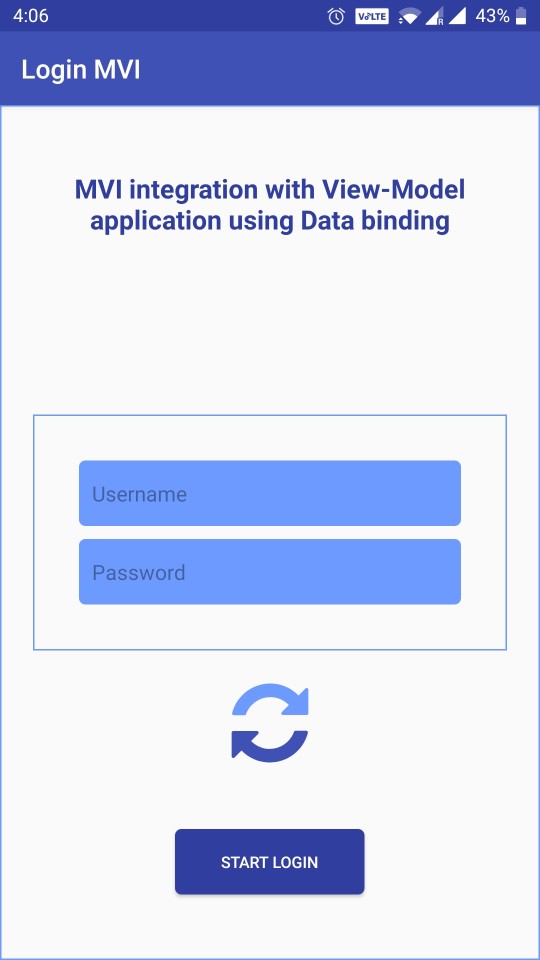 4:06
VoLTE
R
43%
Login MVI
MVI integration with View-Model
application using Data binding
Username
Password
START LOGIN